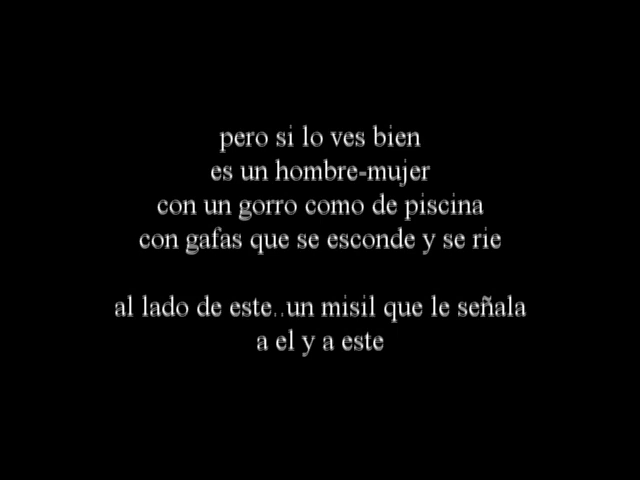 pero si lo ves bien
es un hombre-mujer
con un gorro como de piscina
con gafas que se esconde y se rie
al lado de este..un misil que le señala
a el y a este